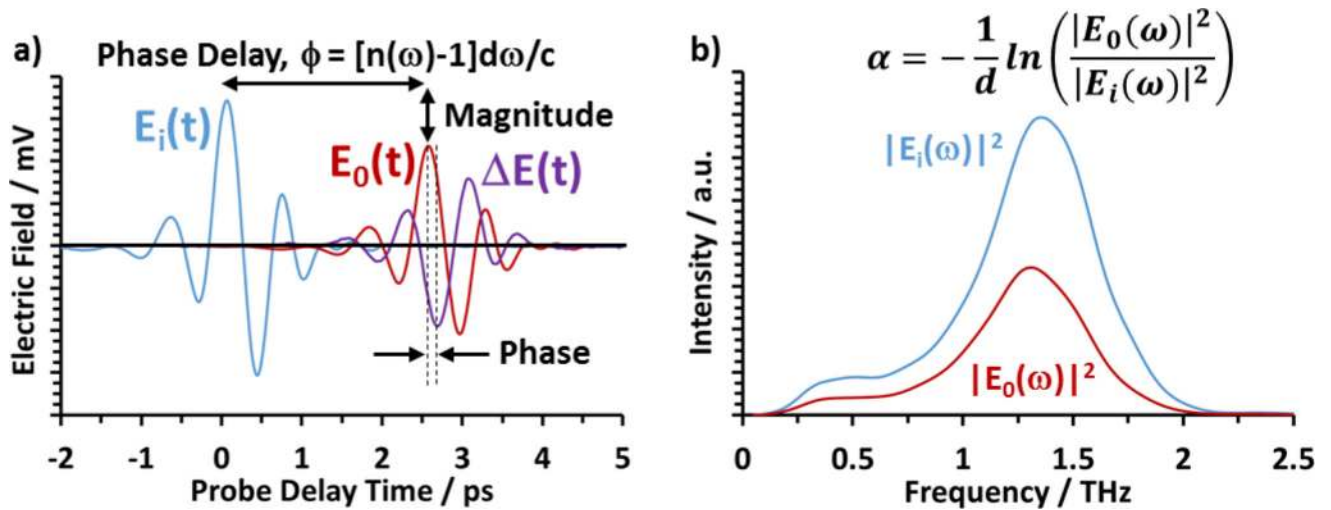 a)
Phase Delay, ϕ = [n(ω)-1]dω/c
Magnitude
Eᵢ(t)
E₀(t)
ΔE(t)
Phase
Electric Field / mV
-2 -1 0 1 2 3 4 5
Probe Delay Time / ps
b)
α = -1/d ln(|E₀(ω)|²/|Eᵢ(ω)|²)
|Eᵢ(ω)|²
|E₀(ω)|²
Intensity / a.u.
0 0.5 1 1.5 2 2.5
Frequency / THz